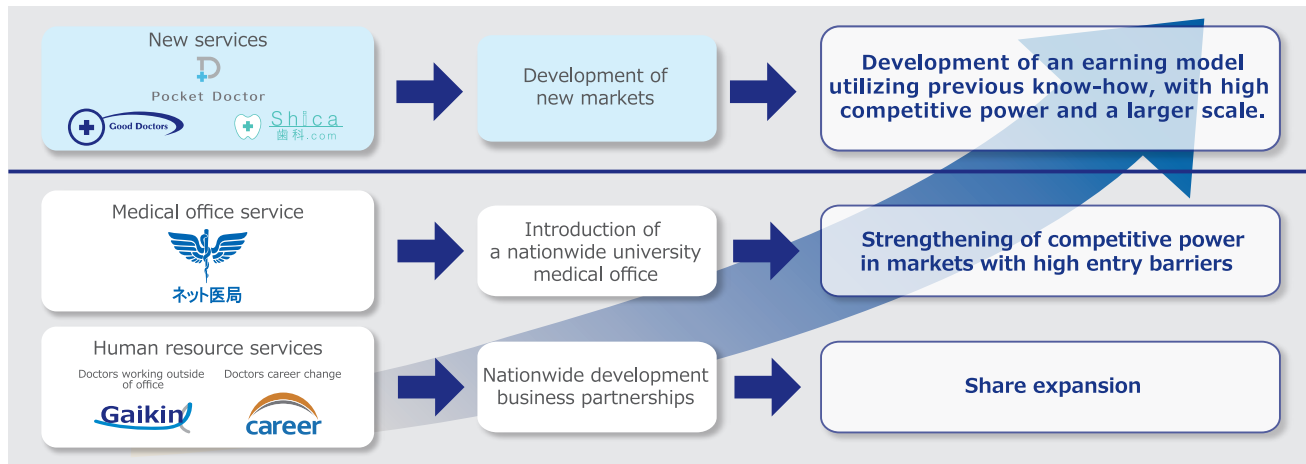 New services
Pocket Doctor
Good Doctors
Shica
歯科.com
Development of
new markets
Development of an earning model
utilizing previous know-how, with high
competitive power and a larger scale.
Medical office service
ネット医局
Introduction of
a nationwide university
medical office
Strengthening of competitive power
in markets with high entry barriers
Human resource services
Doctors working outside
of office
Gaikin
Doctors career change
career
Nationwide development
business partnerships
Share expansion